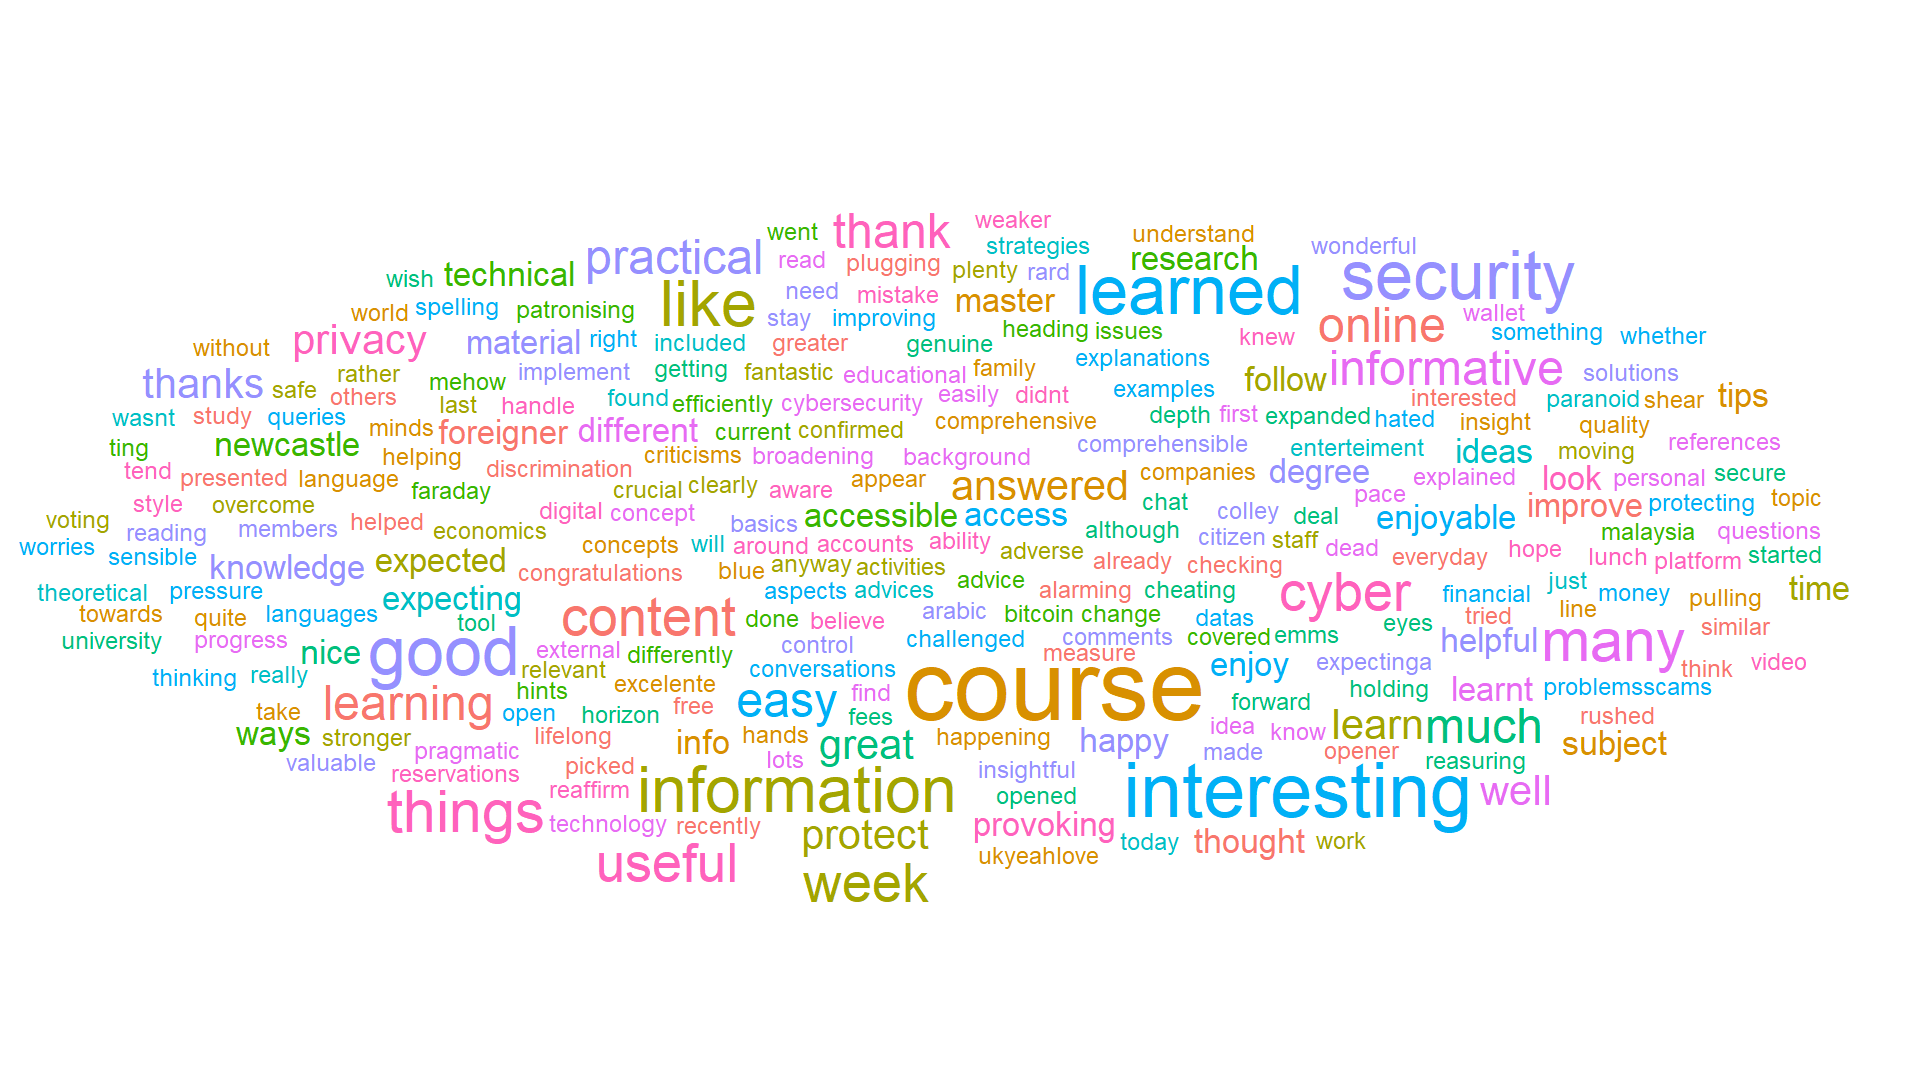 went thank weaker
understand
wonderful
practical read plugging strategies research
wish technical plenty rard learned security
like need mistake master
world spelling patronising stay improving heading issues knew online wallet something whether
without privacy material right included greater genuine
thanks rather mehow implement getting fantastic educational family explanations informative solutions
safe others last handle found efficiently cybersecurity easily didnt examples follow interested paranoid shear tips
wasnt study queries minds foreigner different current confirmed comprehensive depth first expanded hated insight quality
ting newcastle helping criticisms broadening background comprehensible enterteiment ideas moving references
tend presented language discrimination crucial clearly aware appear answered companies degree explained look personal secure
style overcome faraday digital concept chat pace improve protecting topic
voting reading members helped economics basics accessible access although colley deal enjoyable malaysia questions
worries sensible knowledge expected concepts will around accounts ability adverse citizen staff dead everyday hope lunch platform started
congratulations blue anyway activities already checking
theoretical pressure expecting aspects advices advice alarming cheating cyber financial just money pulling time
towards quite languages tool content done believe arabic bitcoin change datas eyes tried line similar
university progress nice good external differently control challenged comments covered emms helpful many
thinking really relevant conversations measure course enjoy expectinga think video
take learning hints excelente easy find forward holding learnt problemsscams
ways stronger open horizon free fees idea know learn much rushed
valuable pragmatic lifelong info hands great happening happy made opener subject
reservations picked lots insightful reasuring
things reaffirm information opened interesting well
technology recently protect provoking today thought work
useful week ukyeahlove